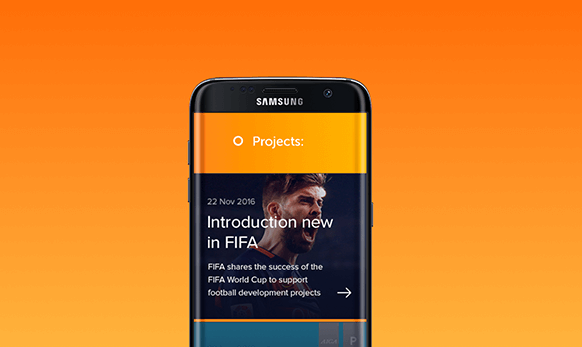 SAMSUNG
Projects:
22 Nov 2016
Introduction new
in FIFA
FIFA shares the success of the
FIFA World Cup to support
football development projects
P